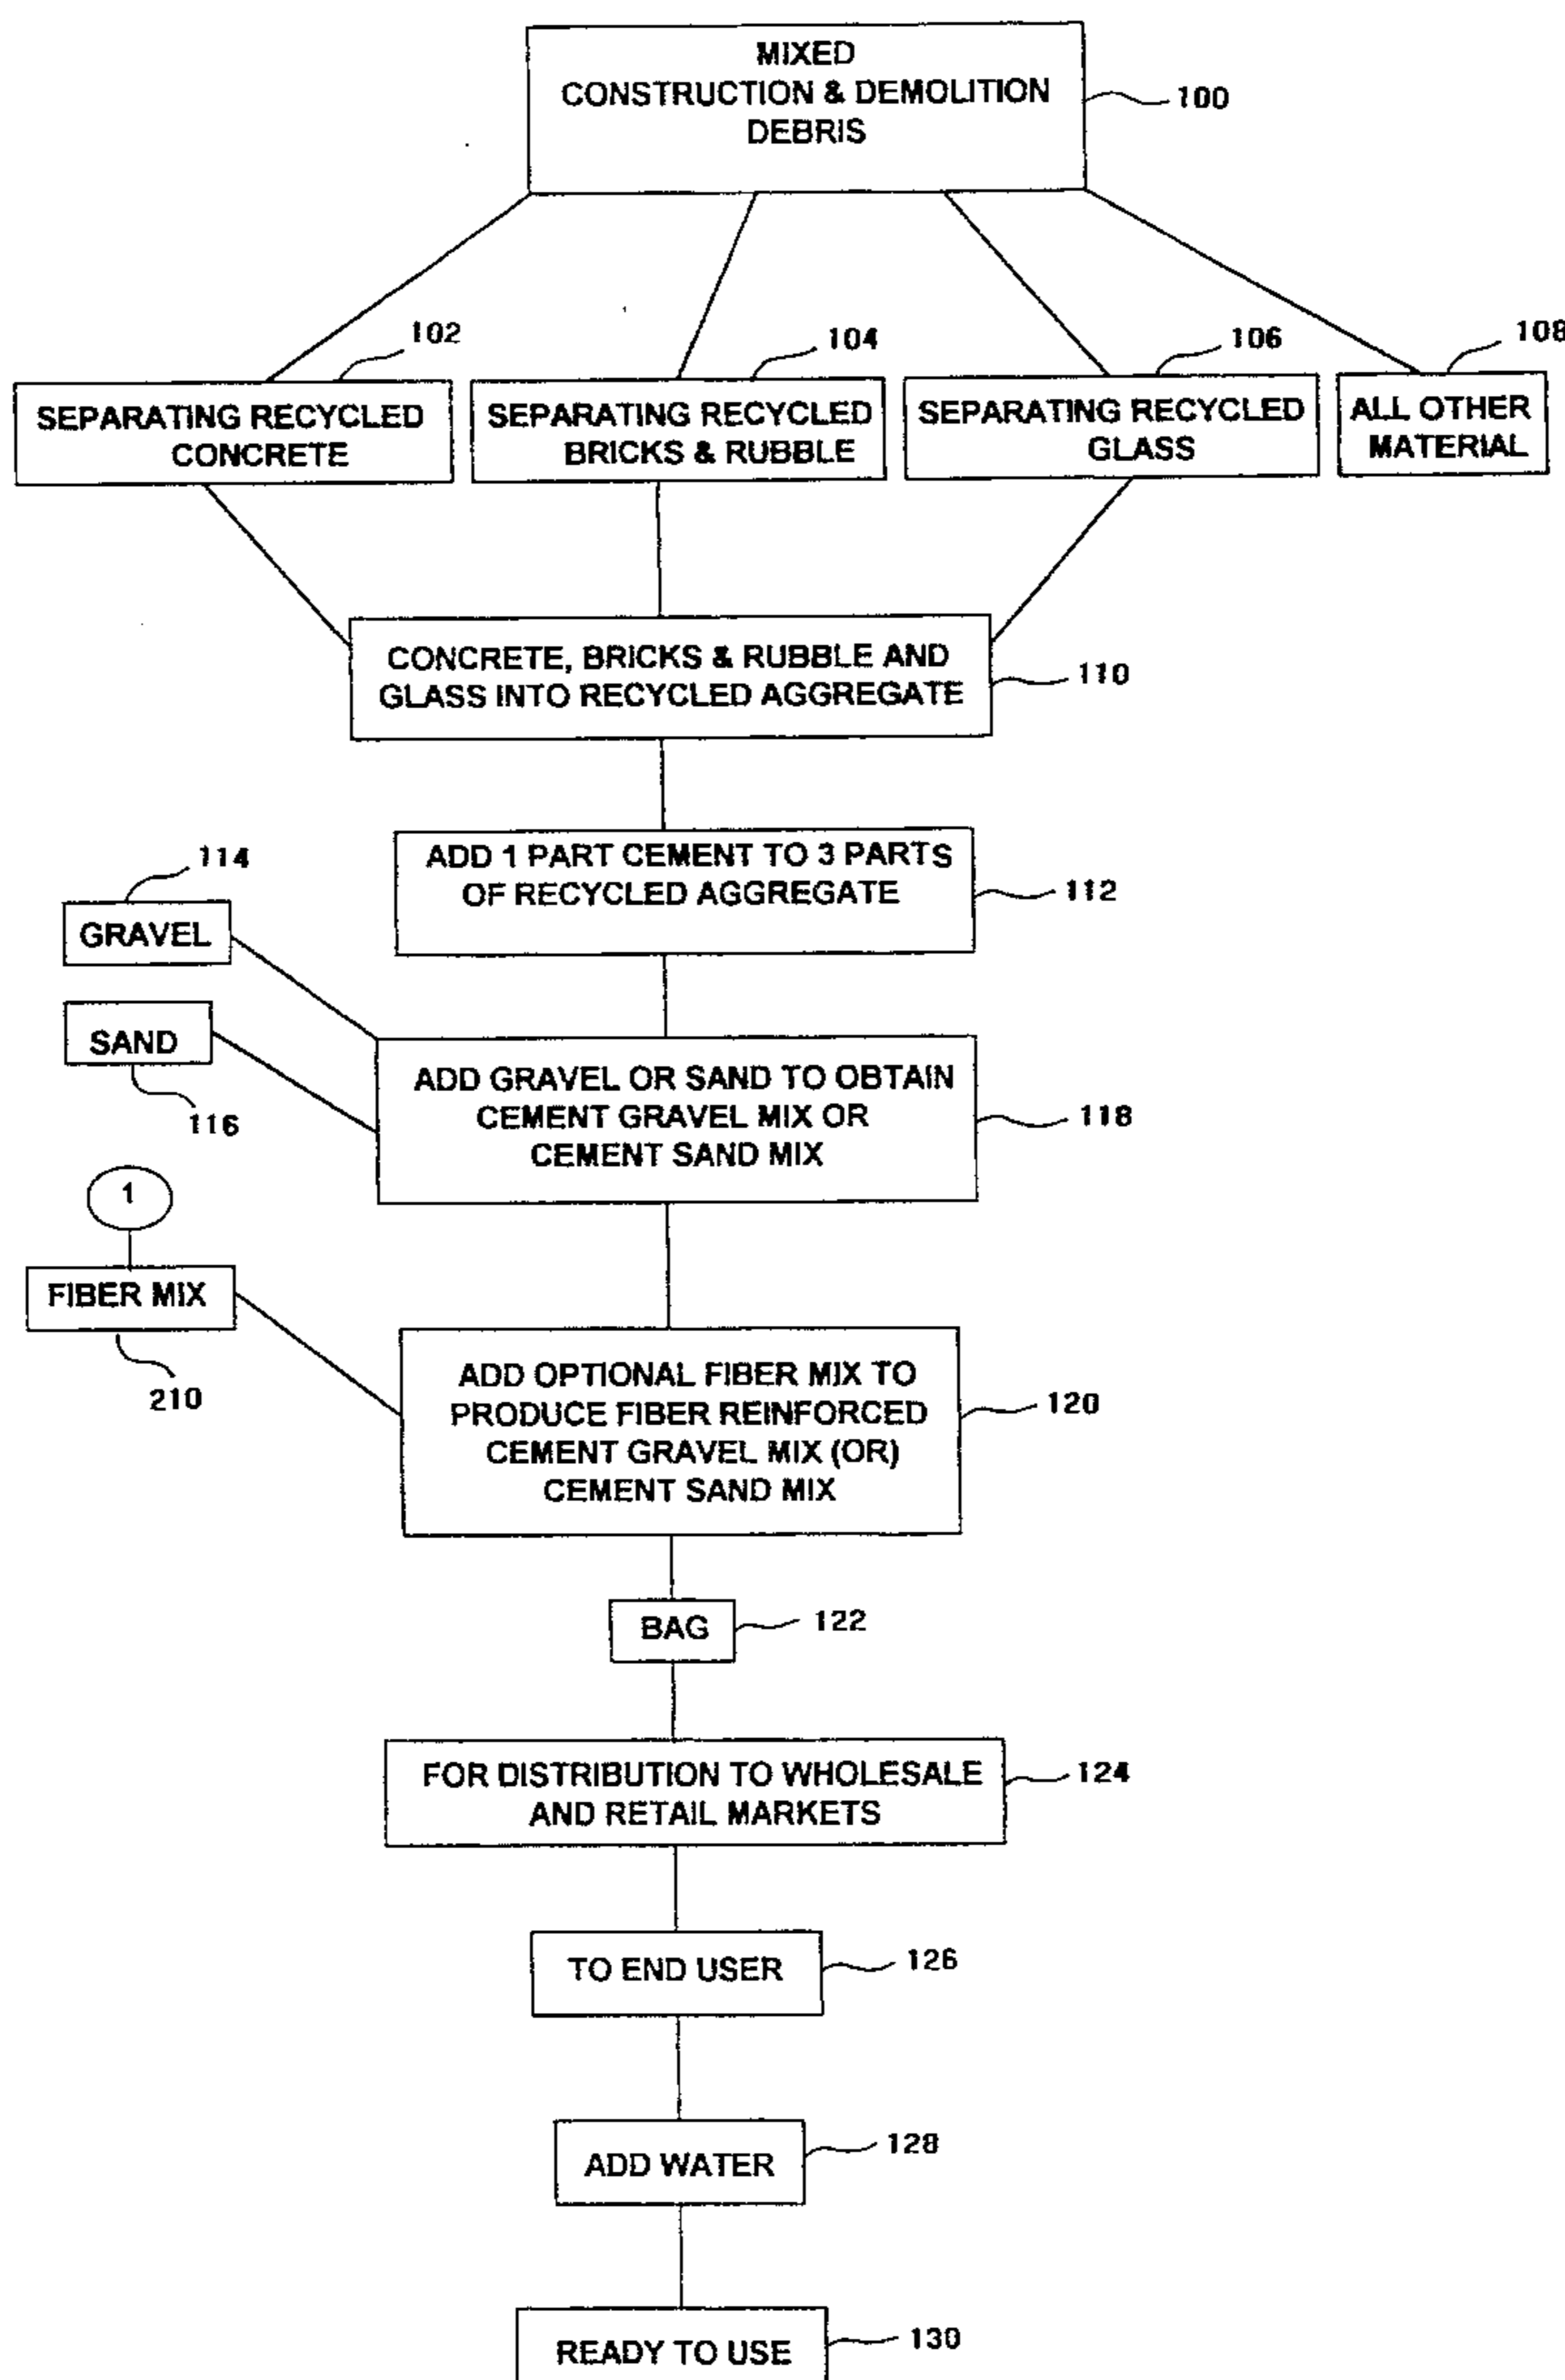 MIXED
CONSTRUCTION & DEMOLITION
DEBRIS
100
102
104
106
108
SEPARATING RECYCLED
CONCRETE
SEPARATING RECYCLED
BRICKS & RUBBLE
SEPARATING RECYCLED
GLASS
ALL OTHER
MATERIAL
CONCRETE, BRICKS & RUBBLE AND
GLASS INTO RECYCLED AGGREGATE
110
ADD 1 PART CEMENT TO 3 PARTS
OF RECYCLED AGGREGATE
112
114
GRAVEL
SAND
116
ADD GRAVEL OR SAND TO OBTAIN
CEMENT GRAVEL MIX OR
CEMENT SAND MIX
118
1
FIBER MIX
210
ADD OPTIONAL FIBER MIX TO
PRODUCE FIBER REINFORCED
CEMENT GRAVEL MIX (OR)
CEMENT SAND MIX
120
BAG
122
FOR DISTRIBUTION TO WHOLESALE
AND RETAIL MARKETS
124
TO END USER
126
ADD WATER
128
READY TO USE
130